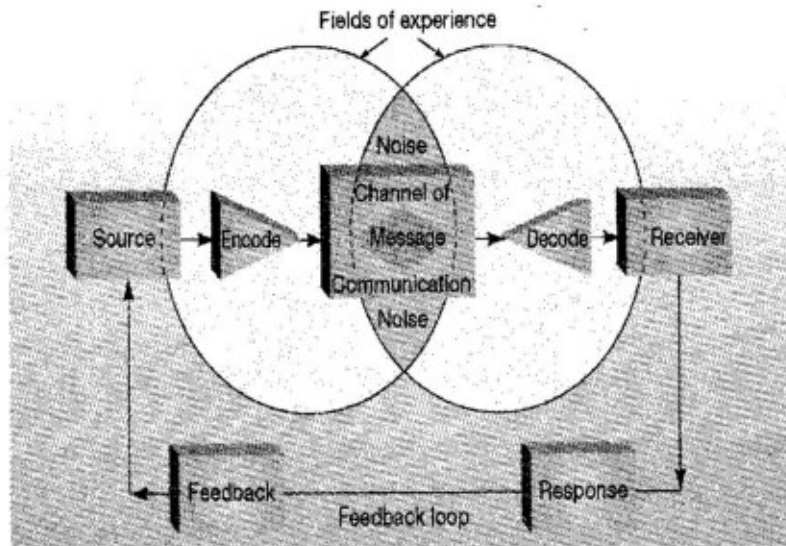 Fields of experience
Noise
Channel of
Source
Encode
Message
Decode
Receiver
Communication
Noise
Feedback
Response
Feedback loop